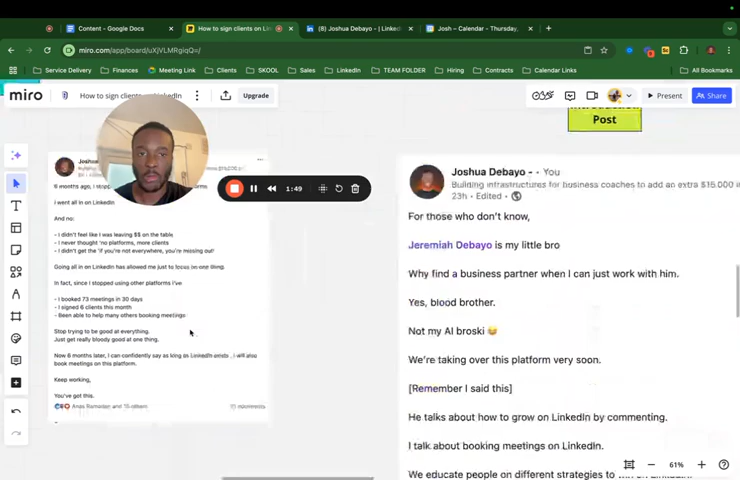 Content - Google Docs
How to sign clients on Li
(8) Joshua Debayo - | Linked
Josh – Calendar – Thursday,
miro.com/app/board/uXjVLMRgiqQ=/
Service Delivery
Finances
Meeting Link
Clients
SKOOL
Sales
LinkedIn
TEAM FOLDER
Hiring
Contracts
Calendar Links
All Bookmarks
miro
How to sign clients on LinkedIn
Upgrade
Present
Share
Post
1:49
6 months ago, I stopp
I went all in on LinkedIn
And no:
- I didn't feel like I was leaving $$ on the table
- I never thought 'no platforms, more clients
- I didn't get the 'if you're not everywhere, you're missing out'
Going all in on LinkedIn has allowed me just to focus on one thing.
In fact, since I stopped using other platforms I've
- I booked 73 meetings in 30 days
- I signed 6 clients this month
- Been able to help many others booking meetings
Stop trying to be good at everything.
Just get really bloody good at one thing.
Now 6 months later, I can confidently say as long as LinkedIn exists , I will also
book meetings on this platform.
Keep working,
You've got this.
and 15 others
Joshua Debayo - • You
Building infrastructures for business coaches to add an extra $15,000 i
23h • Edited •
For those who don't know,
Jeremiah Debayo is my little bro
Why find a business partner when I can just work with him.
Yes, blood brother.
Not my AI broski 😅
We're taking over this platform very soon.
[Remember I said this]
He talks about how to grow on LinkedIn by commenting.
I talk about booking meetings on LinkedIn.
We educate people on different strategies to win on LinkedIn
61%